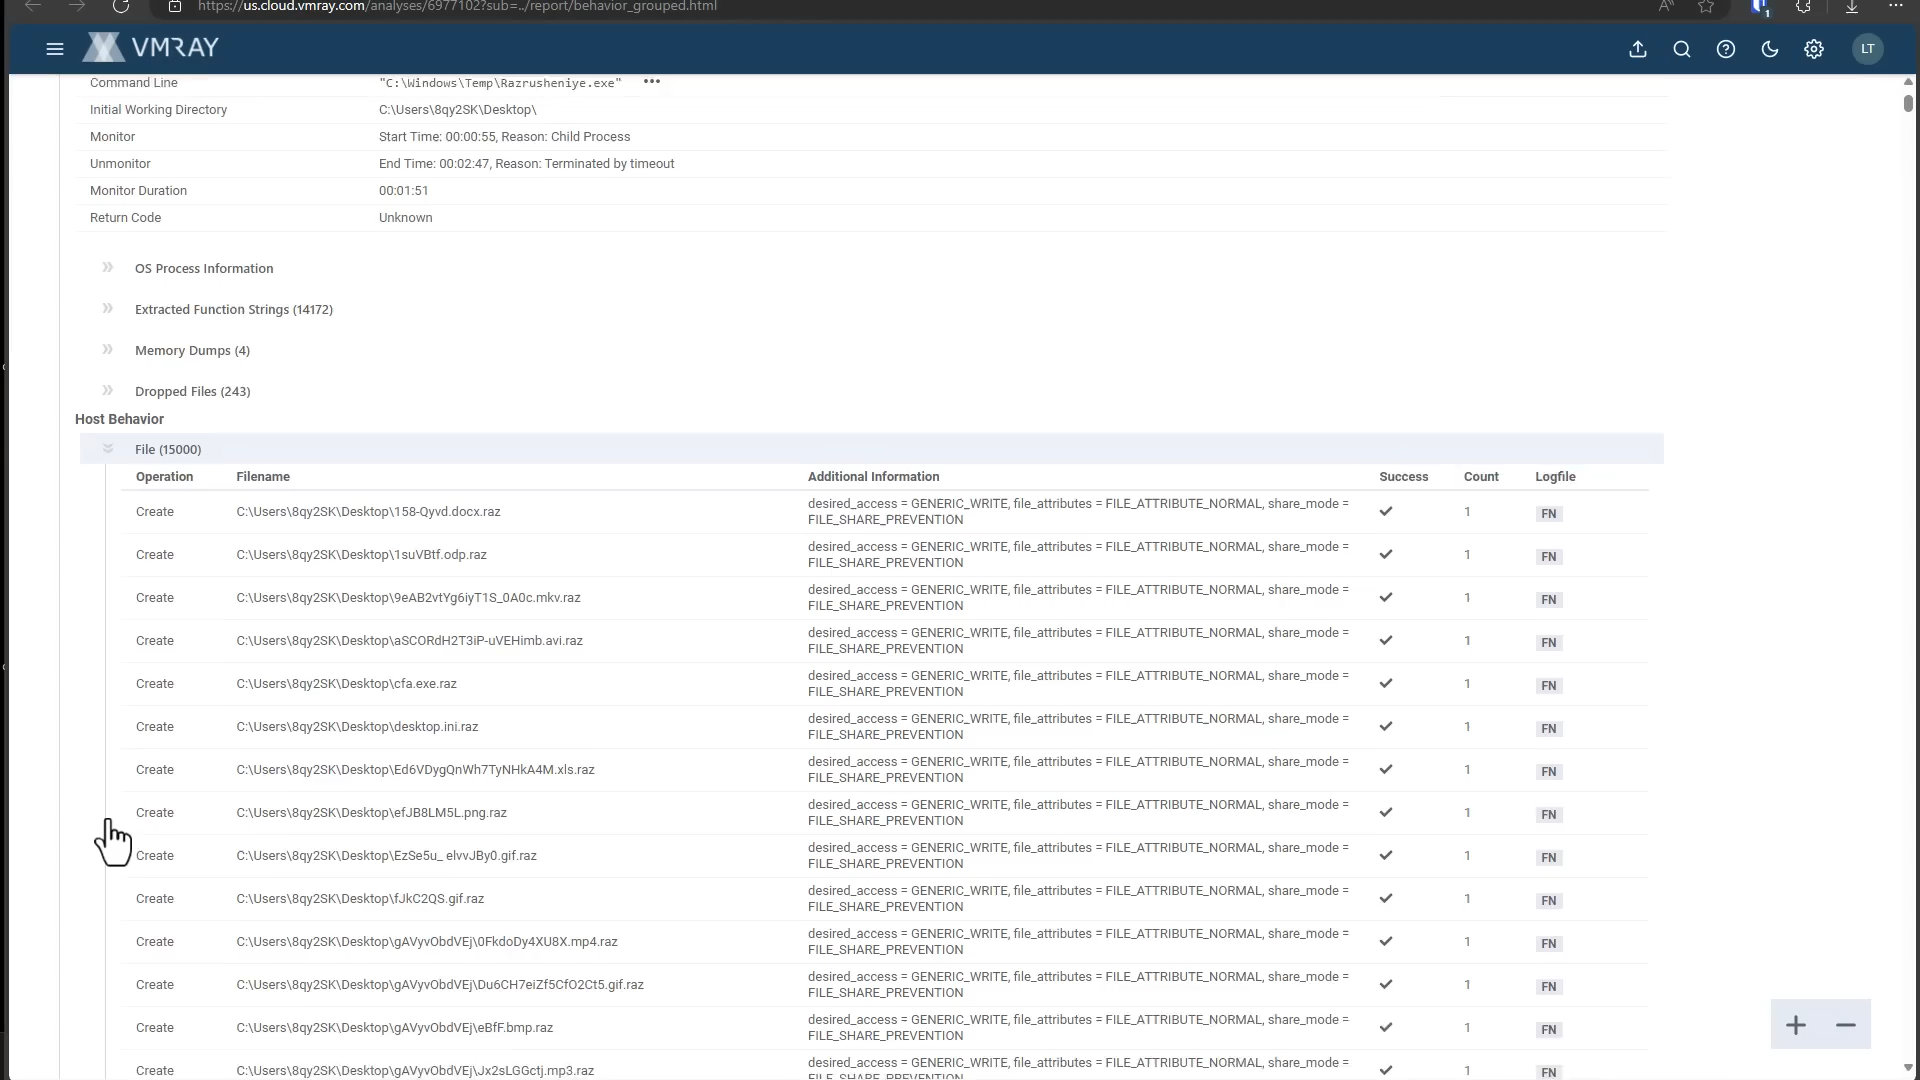 https://us.cloud.vmray.com/analyses/6977102?sub=../report/behavior_grouped.html
VMRAY
LT
Command Line "C:\Windows\Temp\Razrusheniye.exe" •••
Initial Working Directory C:\Users\8qy2SK\Desktop\
Monitor Start Time: 00:00:55, Reason: Child Process
Unmonitor End Time: 00:02:47, Reason: Terminated by timeout
Monitor Duration 00:01:51
Return Code Unknown
OS Process Information
Extracted Function Strings (14172)
Memory Dumps (4)
Dropped Files (243)
Host Behavior
File (15000)
Operation Filename Additional Information Success Count Logfile
Create C:\Users\8qy2SK\Desktop\158-Qyvd.docx.raz desired_access = GENERIC_WRITE, file_attributes = FILE_ATTRIBUTE_NORMAL, share_mode = 1 FN
FILE_SHARE_PREVENTION
Create C:\Users\8qy2SK\Desktop\1suVBtf.odp.raz desired_access = GENERIC_WRITE, file_attributes = FILE_ATTRIBUTE_NORMAL, share_mode = 1 FN
FILE_SHARE_PREVENTION
Create C:\Users\8qy2SK\Desktop\9eAB2vtYg6iyT1S_0A0c.mkv.raz desired_access = GENERIC_WRITE, file_attributes = FILE_ATTRIBUTE_NORMAL, share_mode = 1 FN
FILE_SHARE_PREVENTION
Create C:\Users\8qy2SK\Desktop\aSCORdH2T3iP-uVEHimb.avi.raz desired_access = GENERIC_WRITE, file_attributes = FILE_ATTRIBUTE_NORMAL, share_mode = 1 FN
FILE_SHARE_PREVENTION
Create C:\Users\8qy2SK\Desktop\cfa.exe.raz desired_access = GENERIC_WRITE, file_attributes = FILE_ATTRIBUTE_NORMAL, share_mode = 1 FN
FILE_SHARE_PREVENTION
Create C:\Users\8qy2SK\Desktop\desktop.ini.raz desired_access = GENERIC_WRITE, file_attributes = FILE_ATTRIBUTE_NORMAL, share_mode = 1 FN
FILE_SHARE_PREVENTION
Create C:\Users\8qy2SK\Desktop\Ed6VDygQnWh7TyNHkA4M.xls.raz desired_access = GENERIC_WRITE, file_attributes = FILE_ATTRIBUTE_NORMAL, share_mode = 1 FN
FILE_SHARE_PREVENTION
Create C:\Users\8qy2SK\Desktop\efJB8LM5L.png.raz desired_access = GENERIC_WRITE, file_attributes = FILE_ATTRIBUTE_NORMAL, share_mode = 1 FN
FILE_SHARE_PREVENTION
Create C:\Users\8qy2SK\Desktop\EzSe5u_ elvvJBy0.gif.raz desired_access = GENERIC_WRITE, file_attributes = FILE_ATTRIBUTE_NORMAL, share_mode = 1 FN
FILE_SHARE_PREVENTION
Create C:\Users\8qy2SK\Desktop\fJkC2QS.gif.raz desired_access = GENERIC_WRITE, file_attributes = FILE_ATTRIBUTE_NORMAL, share_mode = 1 FN
FILE_SHARE_PREVENTION
Create C:\Users\8qy2SK\Desktop\gAVyvObdVEj\0FkdoDy4XU8X.mp4.raz desired_access = GENERIC_WRITE, file_attributes = FILE_ATTRIBUTE_NORMAL, share_mode = 1 FN
FILE_SHARE_PREVENTION
Create C:\Users\8qy2SK\Desktop\gAVyvObdVEj\Du6CH7eiZf5CfO2Ct5.gif.raz desired_access = GENERIC_WRITE, file_attributes = FILE_ATTRIBUTE_NORMAL, share_mode = 1 FN
FILE_SHARE_PREVENTION
Create C:\Users\8qy2SK\Desktop\gAVyvObdVEj\eBfF.bmp.raz desired_access = GENERIC_WRITE, file_attributes = FILE_ATTRIBUTE_NORMAL, share_mode = 1 FN
FILE_SHARE_PREVENTION
Create C:\Users\8qy2SK\Desktop\gAVyvObdVEj\Jx2sLGGctj.mp3.raz desired_access = GENERIC_WRITE, file_attributes = FILE_ATTRIBUTE_NORMAL, share_mode = 1 FN
FILE_SHARE_PREVENTION